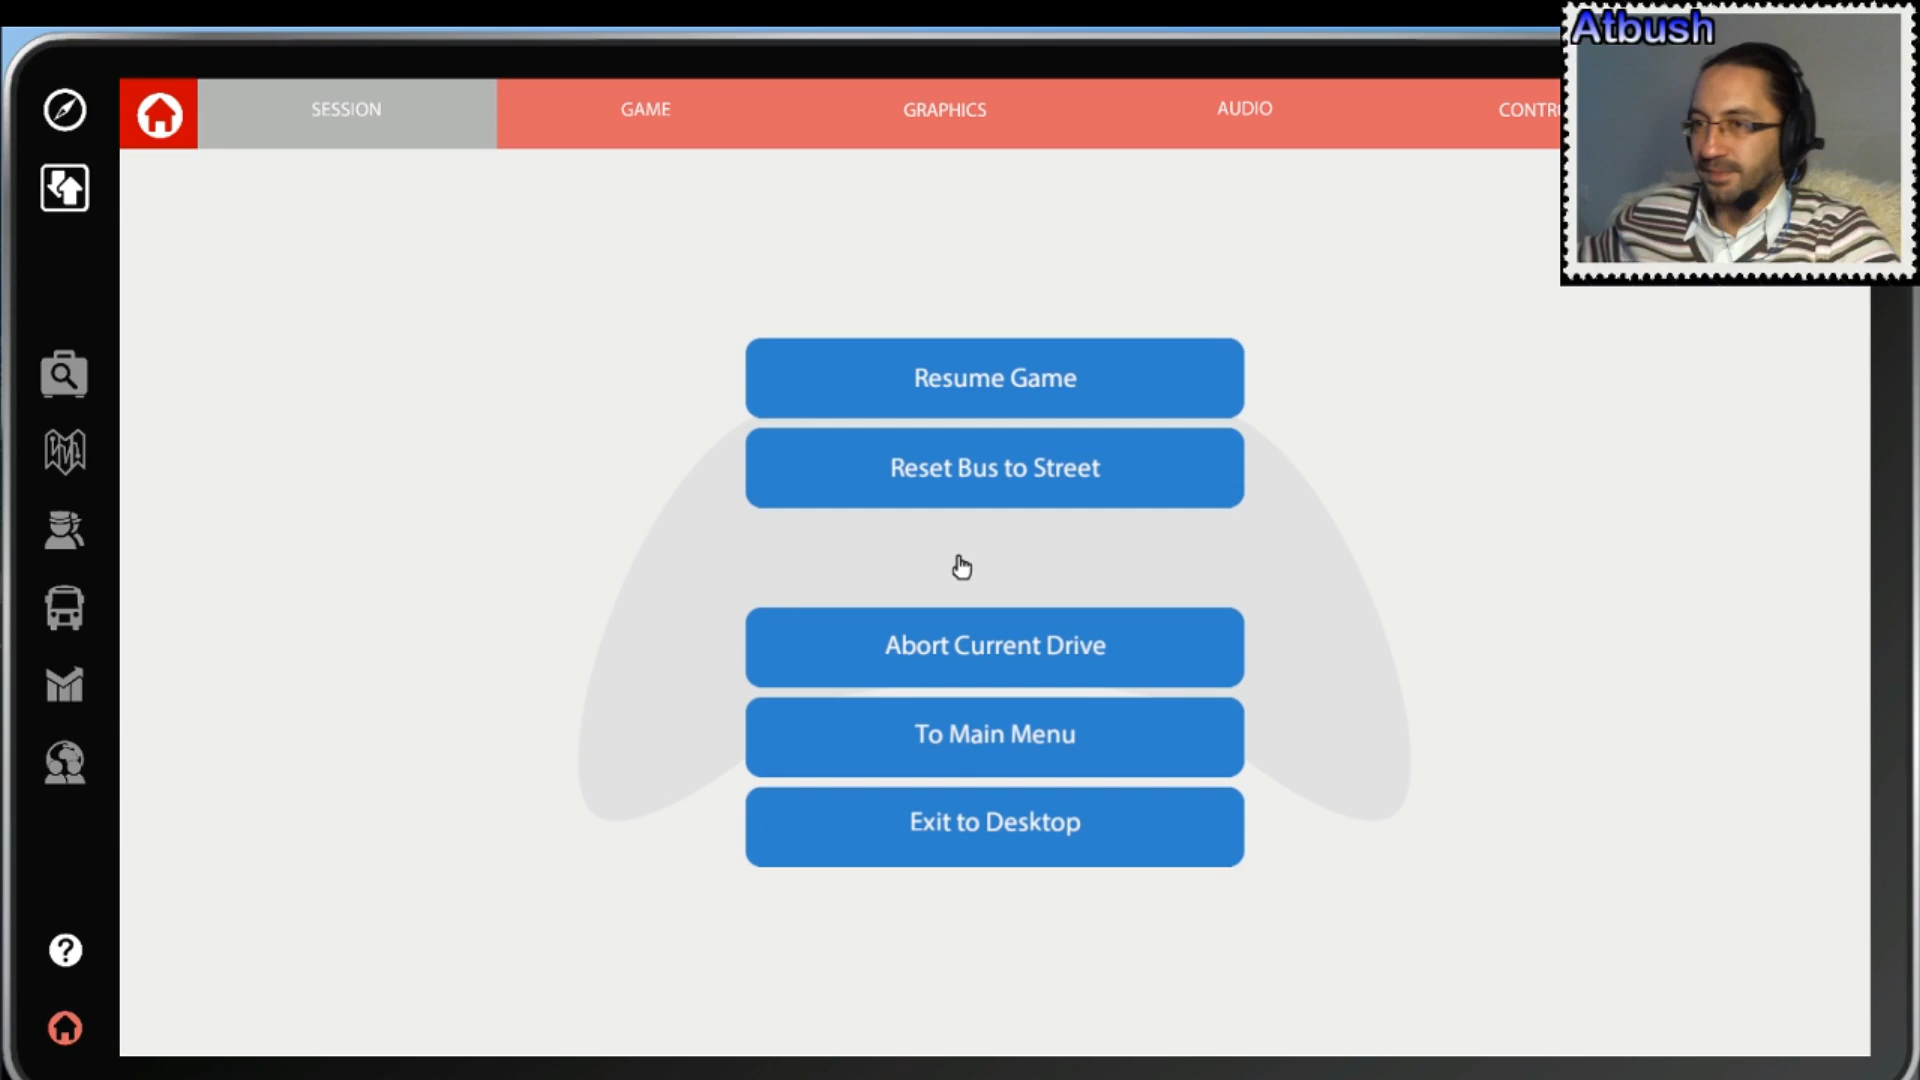 Atbush
SESSION
GAME
GRAPHICS
AUDIO
CONTR
Resume Game
Reset Bus to Street
Abort Current Drive
To Main Menu
Exit to Desktop
?